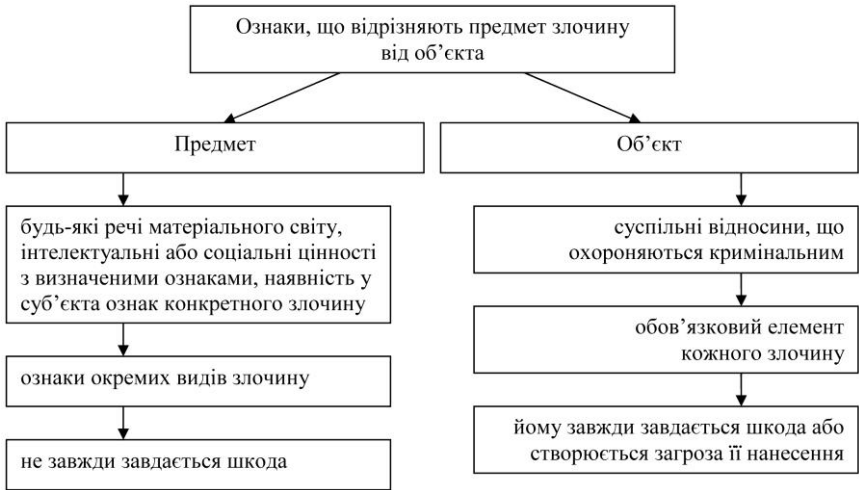 Ознаки, що відрізняють предмет злочину
від об’єкта
Предмет
Об’єкт
будь-які речі матеріального світу,
інтелектуальні або соціальні цінності
з визначеними ознаками, наявність у
суб’єкта ознак конкретного злочину
ознаки окремих видів злочину
не завжди завдається шкода
суспільні відносини, що
охороняються кримінальним
обов’язковий елемент
кожного злочину
йому завжди завдається шкода або
створюється загроза її нанесення